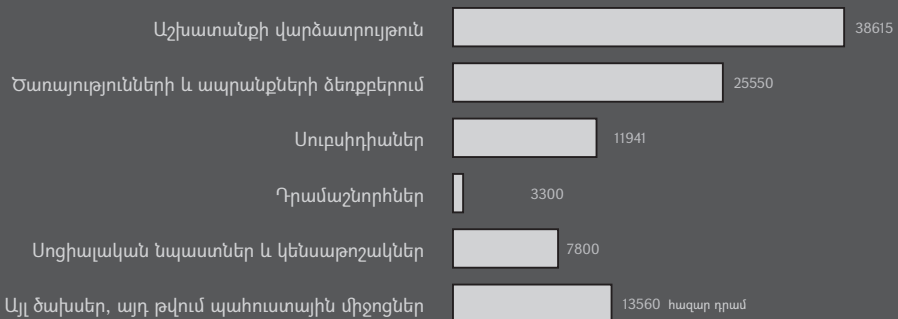 Աշխատանքի վարձատրույթուն 38615
Ծառայությունների և ապրանքների ձեռքբերում 25550
Սուբսիդիաներ 11941
Դրամաշնորհներ 3300
Սոցիալական նպաստներ և կենսաթոշակներ 7800
Այլ ծախսեր, այդ թվում պահուստային միջոցներ 13560 հազար դրամ